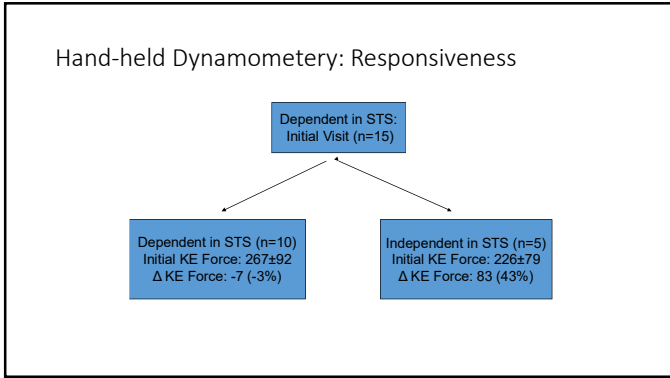 Hand-held Dynamometery: Responsiveness
Dependent in STS:
Initial Visit (n=15)
Dependent in STS (n=10)
Initial KE Force: 267±92
Δ KE Force: -7 (-3%)
Independent in STS (n=5)
Initial KE Force: 226±79
Δ KE Force: 83 (43%)